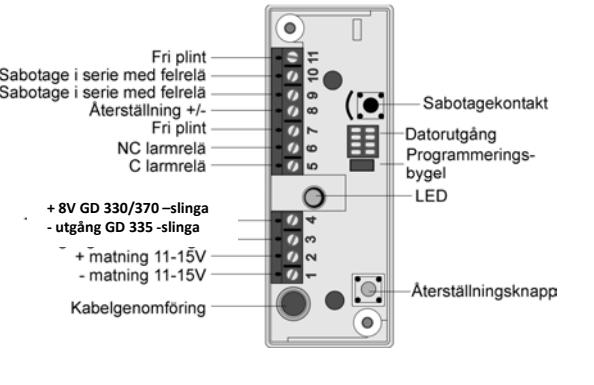 Fri plint
Sabotage i serie med felrelä
Sabotage i serie med felrelä
Återställning +/-
Fri plint
NC larmrelä
C larmrelä
+ 8V GD 330/370 –slinga
- utgång GD 335 -slinga
+ matning 11-15V
- matning 11-15V
Kabelgenomföring
11
10
9
8
7
6
5
4
3
2
1
Sabotagekontakt
Datorutgång
Programmerings-
bygel
LED
Återställningsknapp